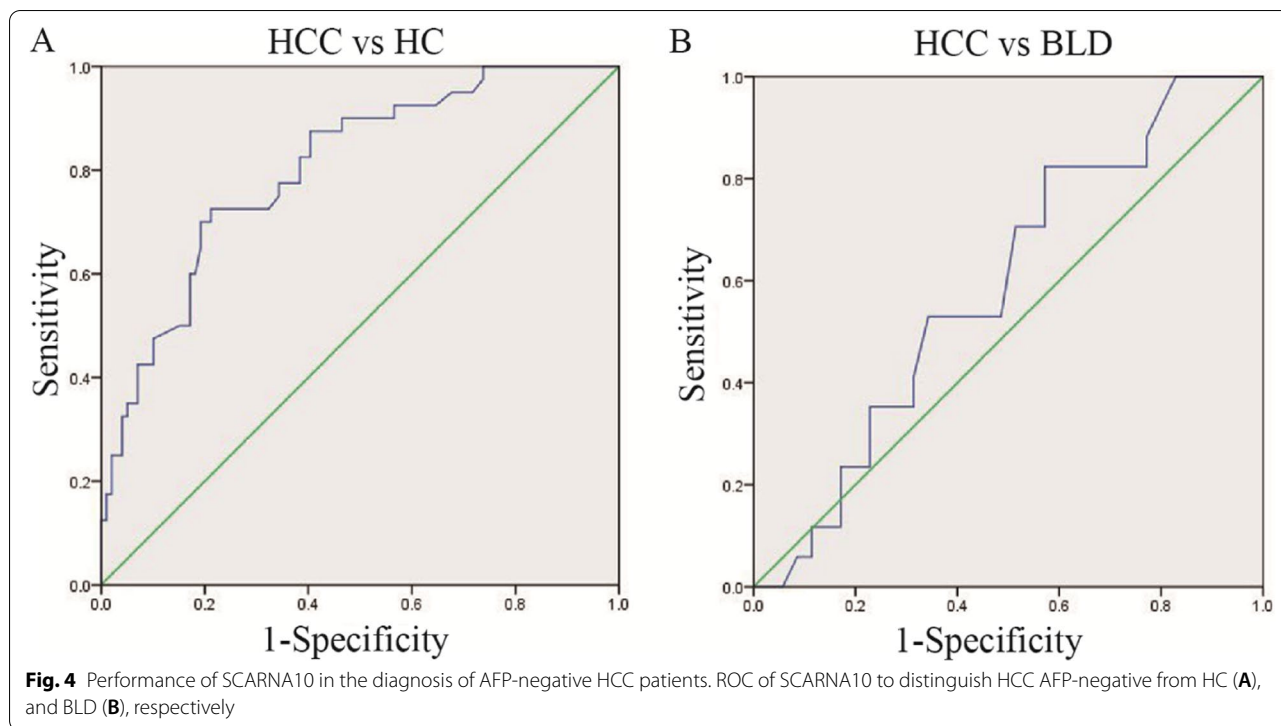 A
HCC vs HC
1.0
0.8
0.6
0.4
0.2
0.0
0.0 0.2 0.4 0.6 0.8 1.0
Sensitivity
1-Specificity
B
HCC vs BLD
1.0
0.8
0.6
0.4
0.2
0.0
0.0 0.2 0.4 0.6 0.8 1.0
Sensitivity
1-Specificity
Fig. 4 Performance of SCARNA10 in the diagnosis of AFP-negative HCC patients. ROC of SCARNA10 to distinguish HCC AFP-negative from HC (A),
and BLD (B), respectively